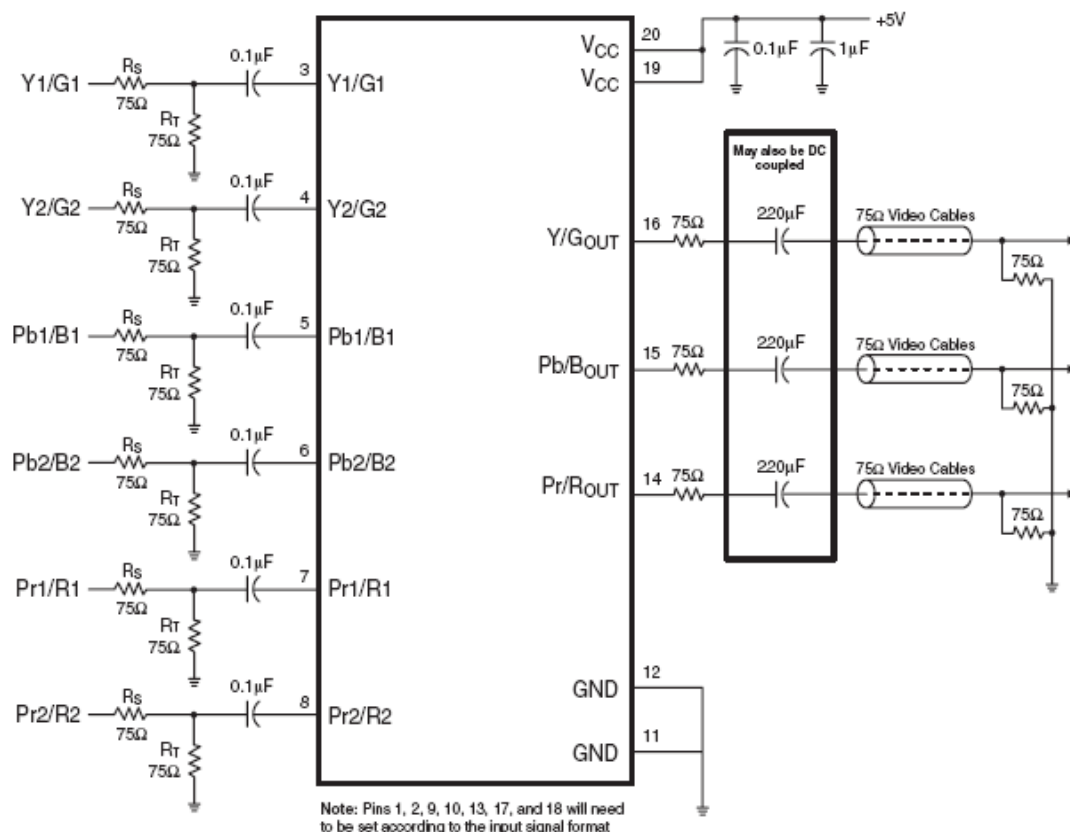 +5V
20
VCC
19
VCC
0.1µF
1µF
0.1µF
RS
3
Y1/G1
Y1/G1
75Ω
RT
75Ω
0.1µF
RS
4
Y2/G2
Y2/G2
75Ω
RT
75Ω
0.1µF
RS
5
Pb1/B1
Pb1/B1
75Ω
RT
75Ω
0.1µF
RS
6
Pb2/B2
Pb2/B2
75Ω
RT
75Ω
0.1µF
RS
7
Pr1/R1
Pr1/R1
75Ω
RT
75Ω
0.1µF
RS
8
Pr2/R2
Pr2/R2
75Ω
RT
75Ω
May also be DC
coupled
Y/GOUT
16
75Ω
220µF
75Ω Video Cables
75Ω
Pb/BOUT
15
75Ω
220µF
75Ω Video Cables
75Ω
Pr/ROUT
14
75Ω
220µF
75Ω Video Cables
75Ω
GND
12
GND
11
Note: Pins 1, 2, 9, 10, 13, 17, and 18 will need
to be set according to the input signal format